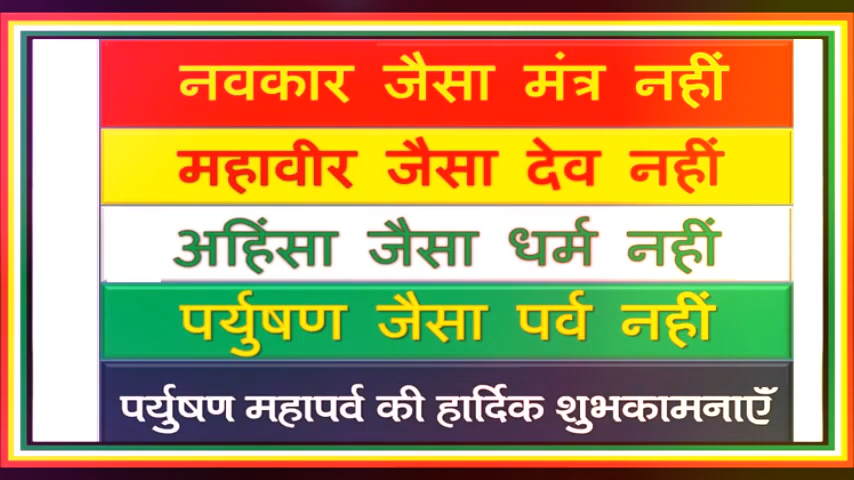 नवकार जैसा मंत्र नहीं
महावीर जैसा देव नहीं
अहिंसा जैसा धर्म नहीं
पर्युषण जैसा पर्व नहीं
पर्युषण महापर्व की हार्दिक शुभकामनाएँ